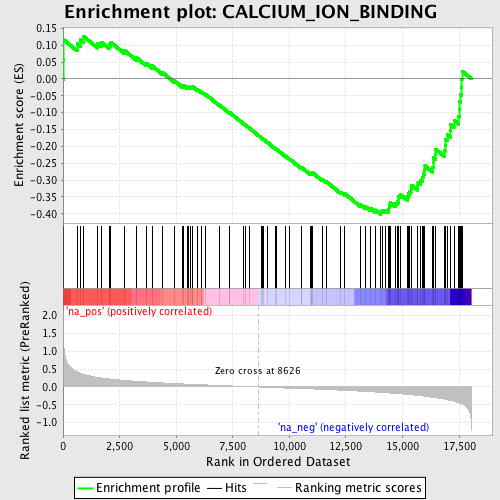 Enrichment plot: CALCIUM_ION_BINDING
Enrichment score (ES)
0.15
0.10
0.05
0.00
-0.05
-0.10
-0.15
-0.20
-0.25
-0.30
-0.35
-0.40
'na_pos' (positively correlated)
Ranked list metric (PreRanked)
2.0
1.5
1.0
0.5
0.0
-0.5
-1.0
Zero cross at 8626
'na_neg' (negatively correlated)
0
2,500
5,000
7,500
10,000
12,500
15,000
17,500
Rank in Ordered Dataset
Enrichment profile
Hits
Ranking metric scores